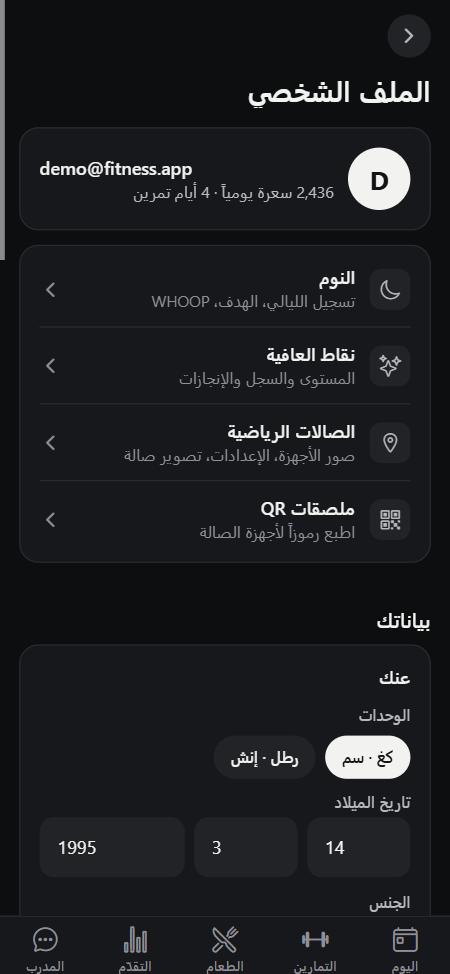 الملف الشخصي
D
demo@fitness.app
2,436 سعرة يومياً · 4 أيام تمرين
النوم
تسجيل الليالي، الهدف، WHOOP
نقاط العافية
المستوى والسجل والإنجازات
الصالات الرياضية
صور الأجهزة، الإعدادات، تصوير صالة
ملصقات QR
اطبع رموزاً لأجهزة الصالة
بياناتك
عنك
الوحدات
كغ · سم
رطل · إنش
تاريخ الميلاد
14
3
1995
الجنس
اليوم
التمارين
الطعام
التقدّم
المدرب